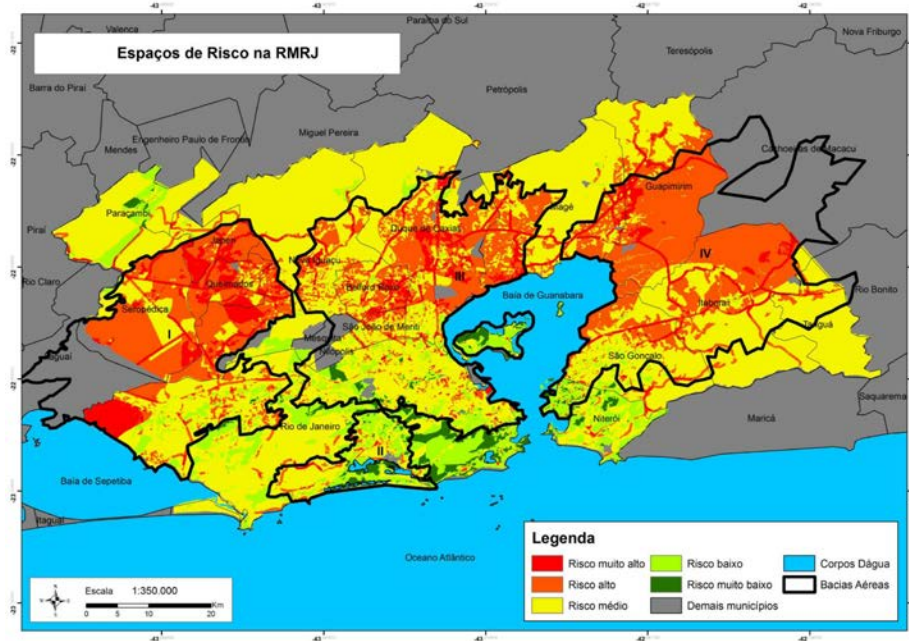 Espaços de Risco na RMRJ
Paraíba do Sul
Valença
Nova Friburgo
Teresópolis
Barra do Piraí
Petrópolis
Engenheiro Paulo de Frontin
Miguel Pereira
Mendes
Cachoeiras de Macacu
Guapimirim
Paracambi
Magé
Piraí
Japeri
Duque de Caxias
Nova Iguaçu
III
IV
Rio Claro
Queimados
Belford Roxo
Baía de Guanabara
Rio Bonito
Seropédica
Itaboraí
I
São João de Meriti
Tanguá
Mesquita
Nilópolis
São Gonçalo
Itaguaí
Saquarema
Rio de Janeiro
Niterói
Maricá
II
Baía de Sepetiba
Itaguaí
Oceano Atlântico
Legenda
Risco muito alto
Risco baixo
Corpos Dágua
Risco alto
Risco muito baixo
Bacias Aéreas
Risco médio
Demais municípios
Escala 1:350.000
0 5 10 20
Km